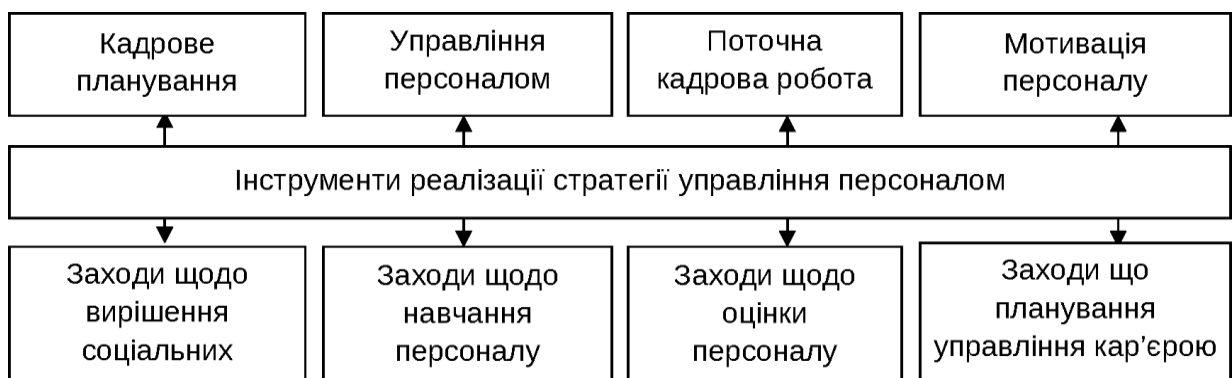 Кадрове
планування
Управління
персоналом
Поточна
кадрова робота
Мотивація
персоналу
Інструменти реалізації стратегії управління персоналом
Заходи щодо
вирішення
соціальних
Заходи щодо
навчання
персоналу
Заходи щодо
оцінки
персоналу
Заходи що
планування
управління кар’єрою